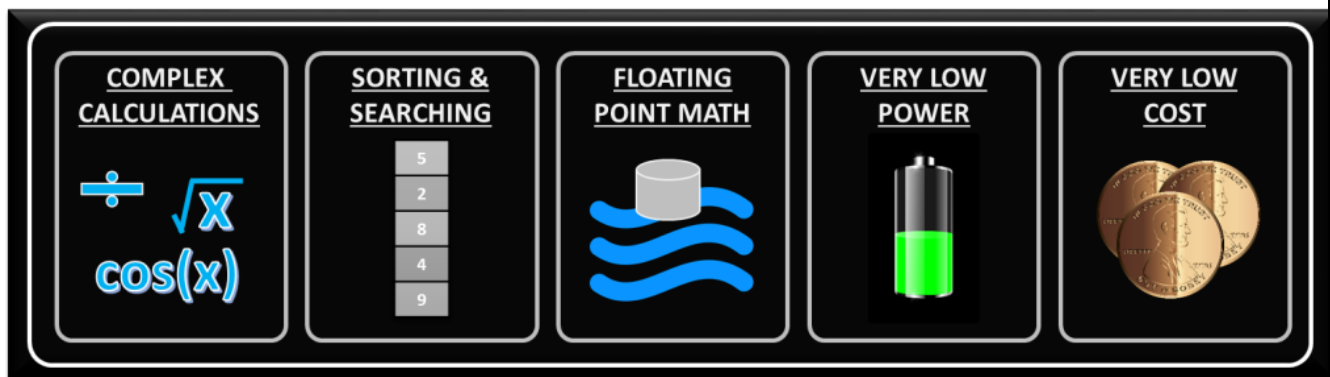 COMPLEX
CALCULATIONS
÷ √x
cos(x)
SORTING &
SEARCHING
5
2
8
4
9
FLOATING
POINT MATH
VERY LOW
POWER
VERY LOW
COST